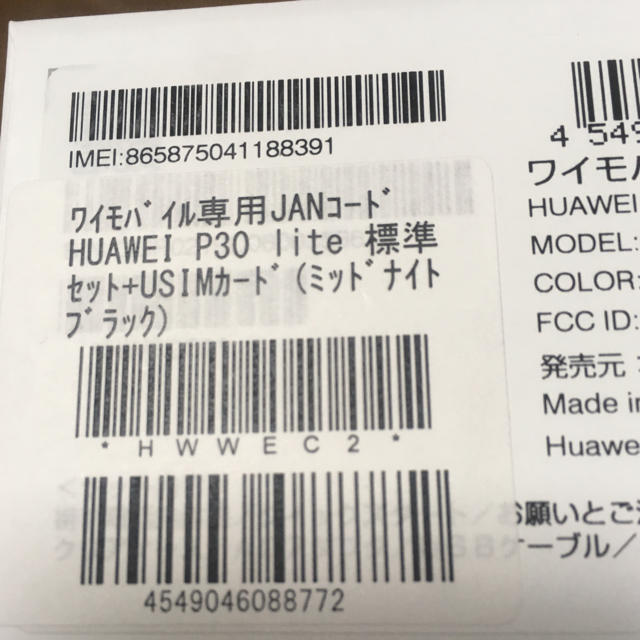 IMEI:865875041188391
ﾜｲﾓﾊﾞｲﾙ専用JANｺｰﾄﾞ
HUAWEI P30 lite 標準
ｾｯﾄ+USIMｶｰﾄﾞ(ﾐｯﾄﾞﾅｲﾄ
ﾌﾞﾗｯｸ)
*HWWEC2*
4549046088772
4 549
ワイモバ
HUAWEI
MODEL:
COLOR:
FCC ID:
発売元
Made in
Huawe
お願いとご
ケーブル/